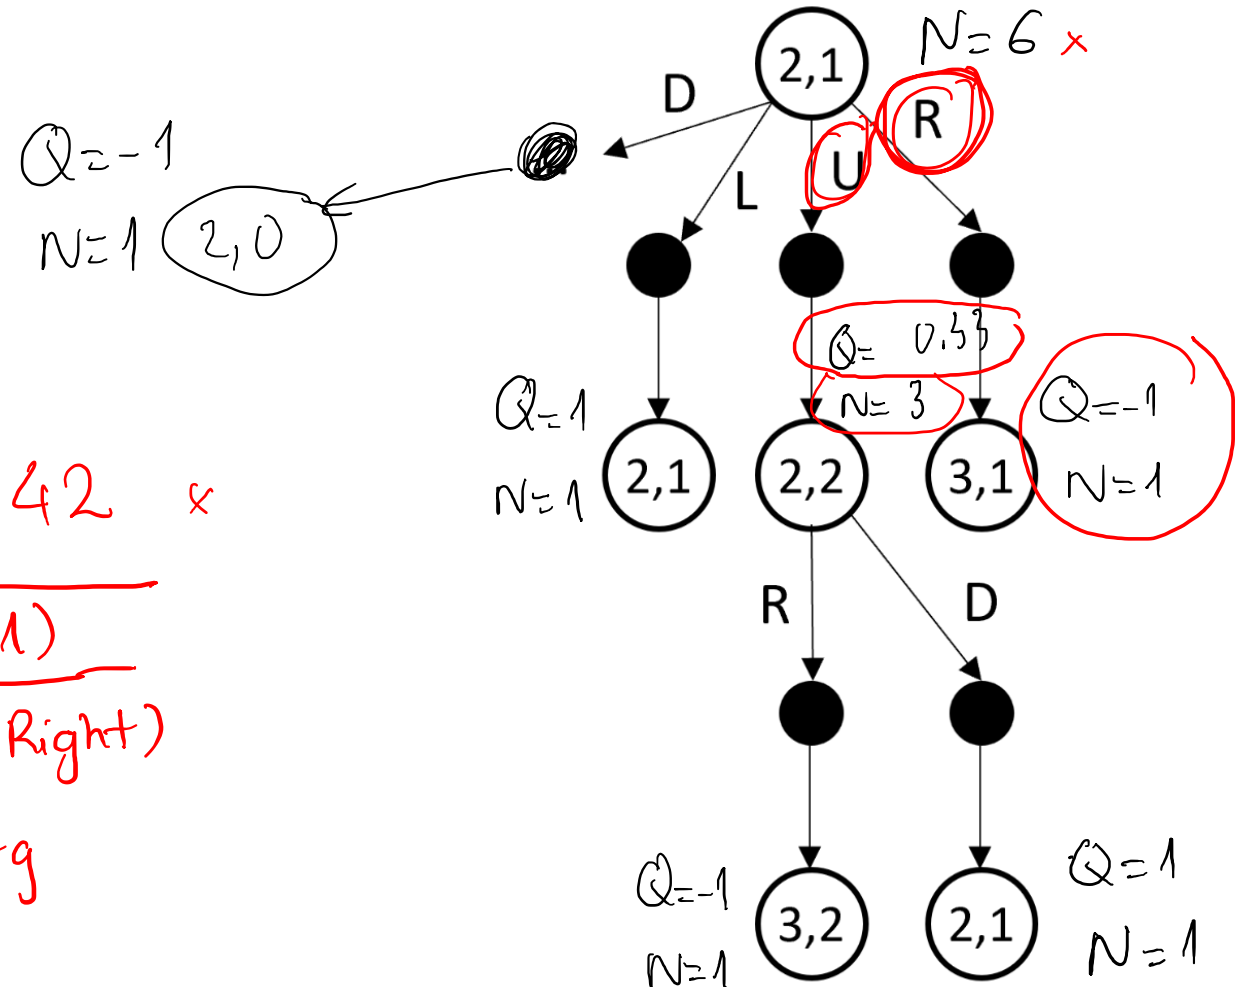 2,1
N=6 x
D
R
Q=-1
U
L
N=1
2,0
Q= 0.33
Q=1
N=3
Q=-1
N=1
2,1
2,2
3,1
N=1
42 x
1)
R
D
Right)
g
Q=-1
Q=1
3,2
2,1
N=1
N=1